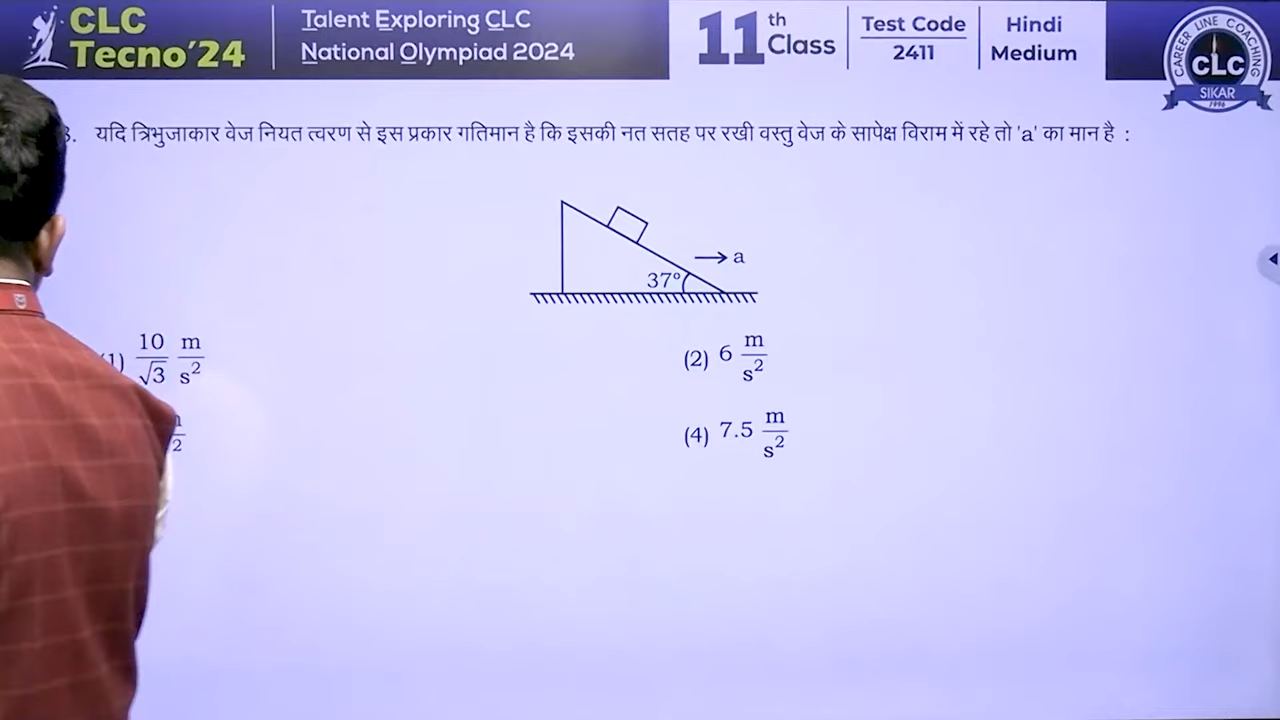 CLC
Tecno'24
Talent Exploring CLC
National Olympiad 2024
11th Class
Test Code
2411
Hindi
Medium
CAREER LINE COACHING
CLC
SIKAR
1996
यदि त्रिभुजाकार वेज नियत त्वरण से इस प्रकार गतिमान है कि इसकी नत सतह पर रखी वस्तु वेज के सापेक्ष विराम में रहे तो 'a' का मान है :
a
37°
(1) 10/√3 m/s²
(2) 6 m/s²
(4) 7.5 m/s²